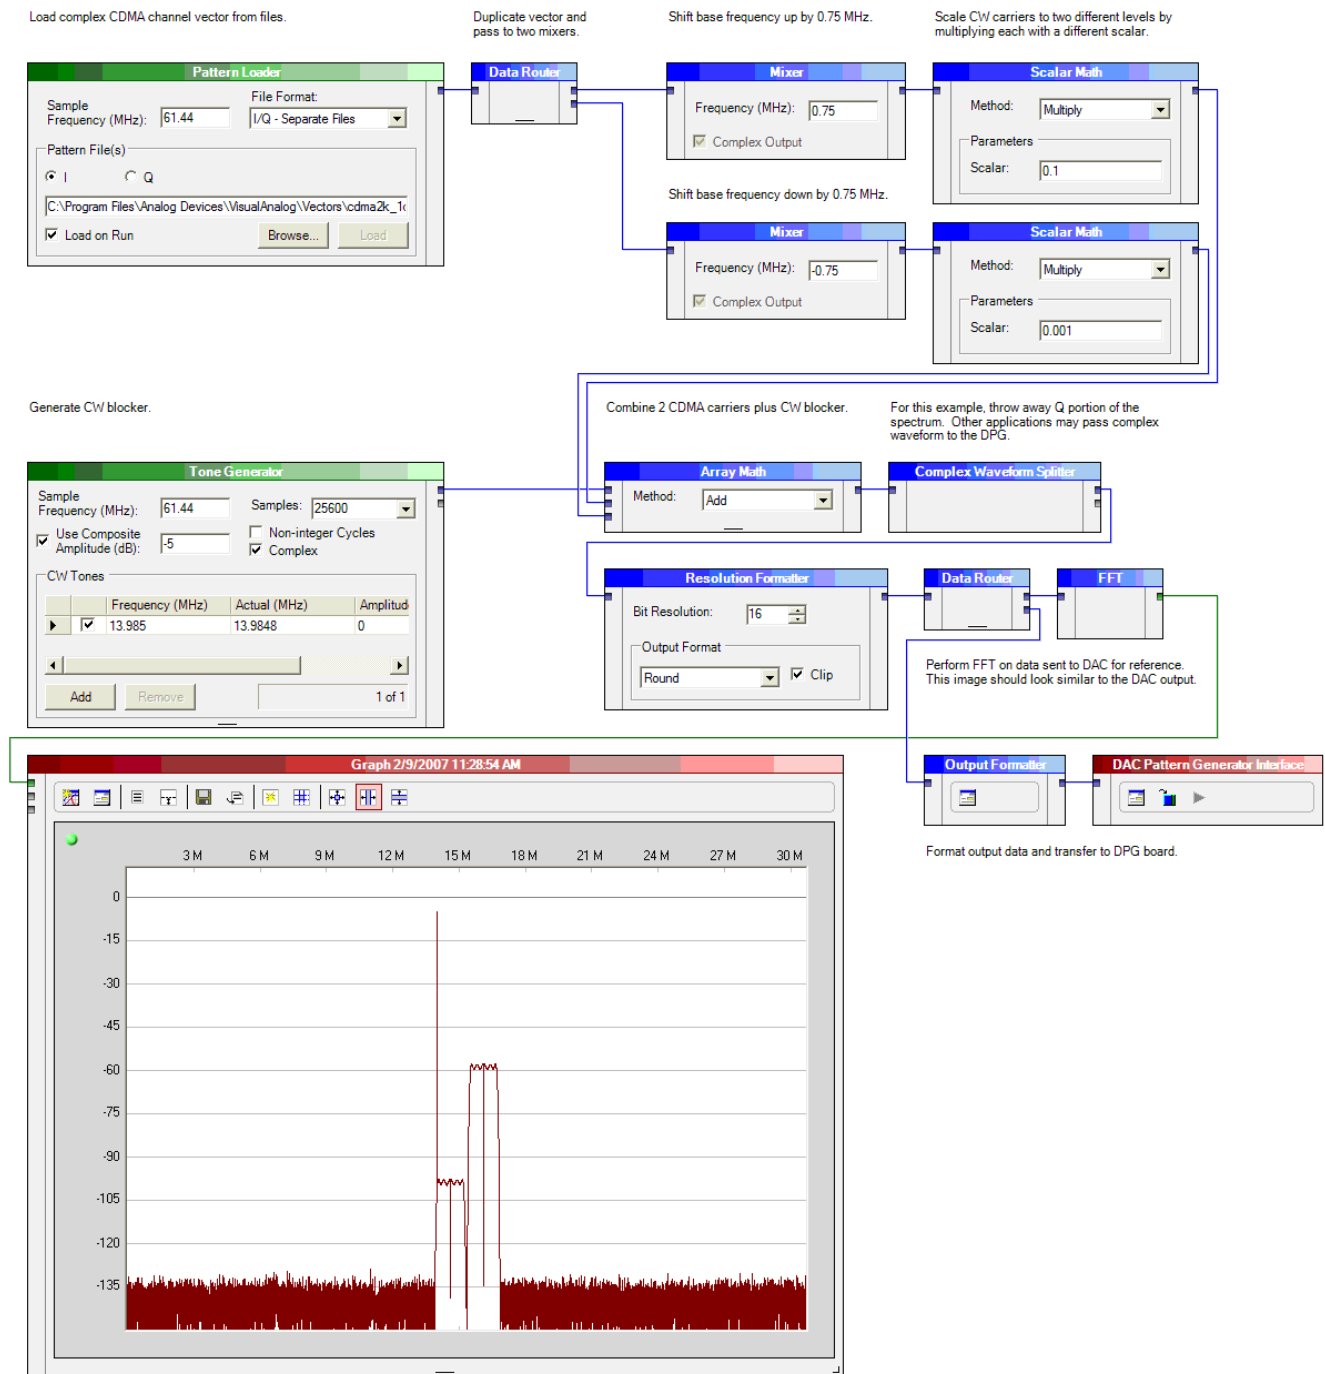 Load complex CDMA channel vector from files.
Duplicate vector and
pass to two mixers.
Shift base frequency up by 0.75 MHz.
Scale CW carriers to two different levels by
multiplying each with a different scalar.
Pattern Loader
Sample
Frequency (MHz):
61.44
File Format:
I/Q - Separate Files
Pattern File(s)
I
Q
C:\Program Files\Analog Devices\VisualAnalog\Vectors\cdma2k_1c
Load on Run
Browse...
Load
Data Router
Mixer
Frequency (MHz):
0.75
Complex Output
Scalar Math
Method:
Multiply
Parameters
Scalar:
0.1
Shift base frequency down by 0.75 MHz.
Mixer
Frequency (MHz):
-0.75
Complex Output
Scalar Math
Method:
Multiply
Parameters
Scalar:
0.001
Generate CW blocker.
Combine 2 CDMA carriers plus CW blocker.
For this example, throw away Q portion of the
spectrum.  Other applications may pass complex
waveform to the DPG.
Tone Generator
Sample
Frequency (MHz):
61.44
Samples:
25600
Use Composite
Amplitude (dB):
-5
Non-integer Cycles
Complex
CW Tones
Frequency (MHz)
Actual (MHz)
Amplitud
13.985
13.9848
0
Add
Remove
1 of 1
Array Math
Method:
Add
Complex Waveform Splitter
Resolution Formatter
Bit Resolution:
16
Output Format
Round
Clip
Data Router
FFT
Perform FFT on data sent to DAC for reference.
This image should look similar to the DAC output.
Graph 2/9/2007 11:28:54 AM
3 M
6 M
9 M
12 M
15 M
18 M
21 M
24 M
27 M
30 M
0
-15
-30
-45
-60
-75
-90
-105
-120
-135
Output Formatter
DAC Pattern Generator Interface
Format output data and transfer to DPG board.